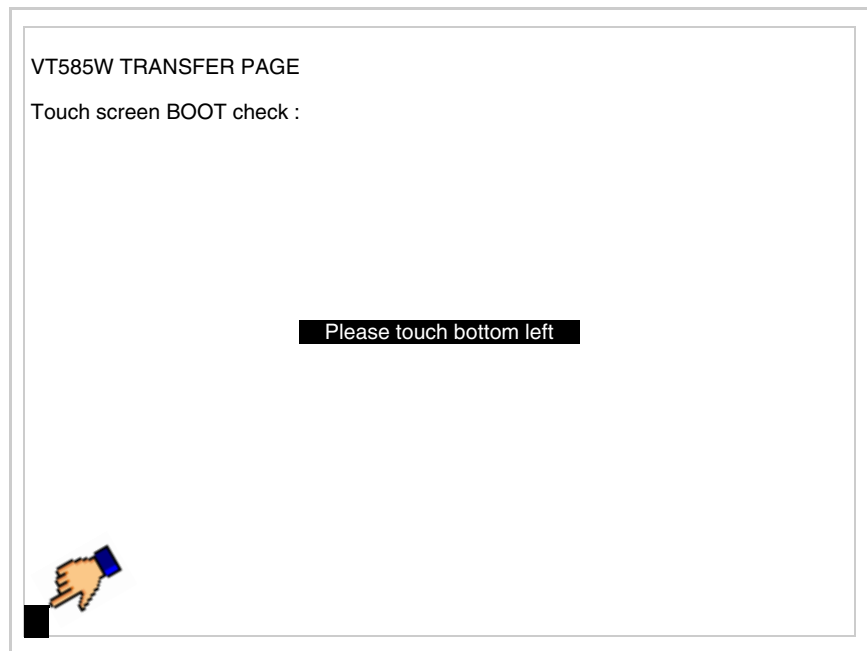 VT585W TRANSFER PAGE
Touch screen BOOT check :
Please touch bottom left